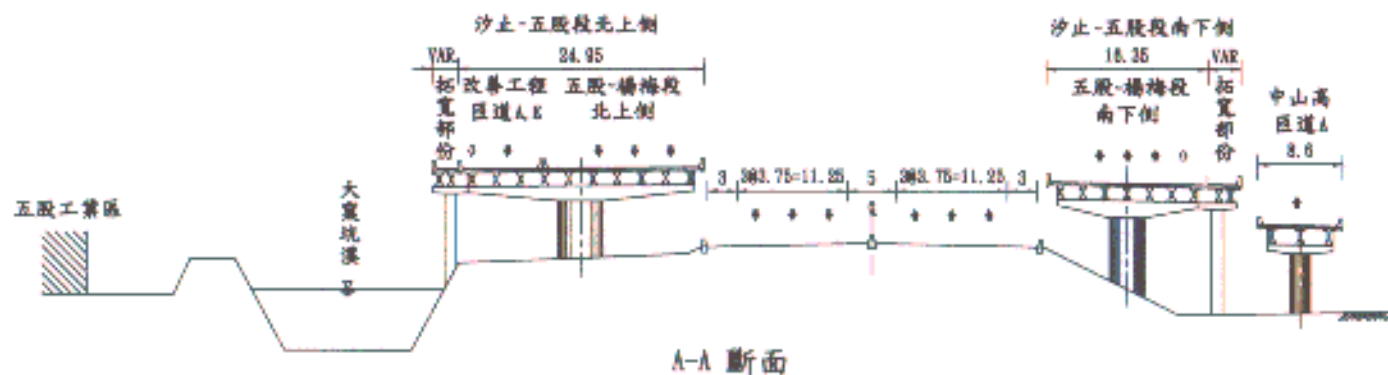 汐止-五股段北上側
VAR 24.95
拓寬部份
改善工程 五股-楊梅段
匝道A,E 北上側
汐止-五股段南下側
16.35 VAR
五股-楊梅段
南下側
拓寬部份
中山高
匝道A
8.6
五股工業區
大窠坑溪
3 3@3.75=11.25 5 3@3.75=11.25 3
A-A 斷面